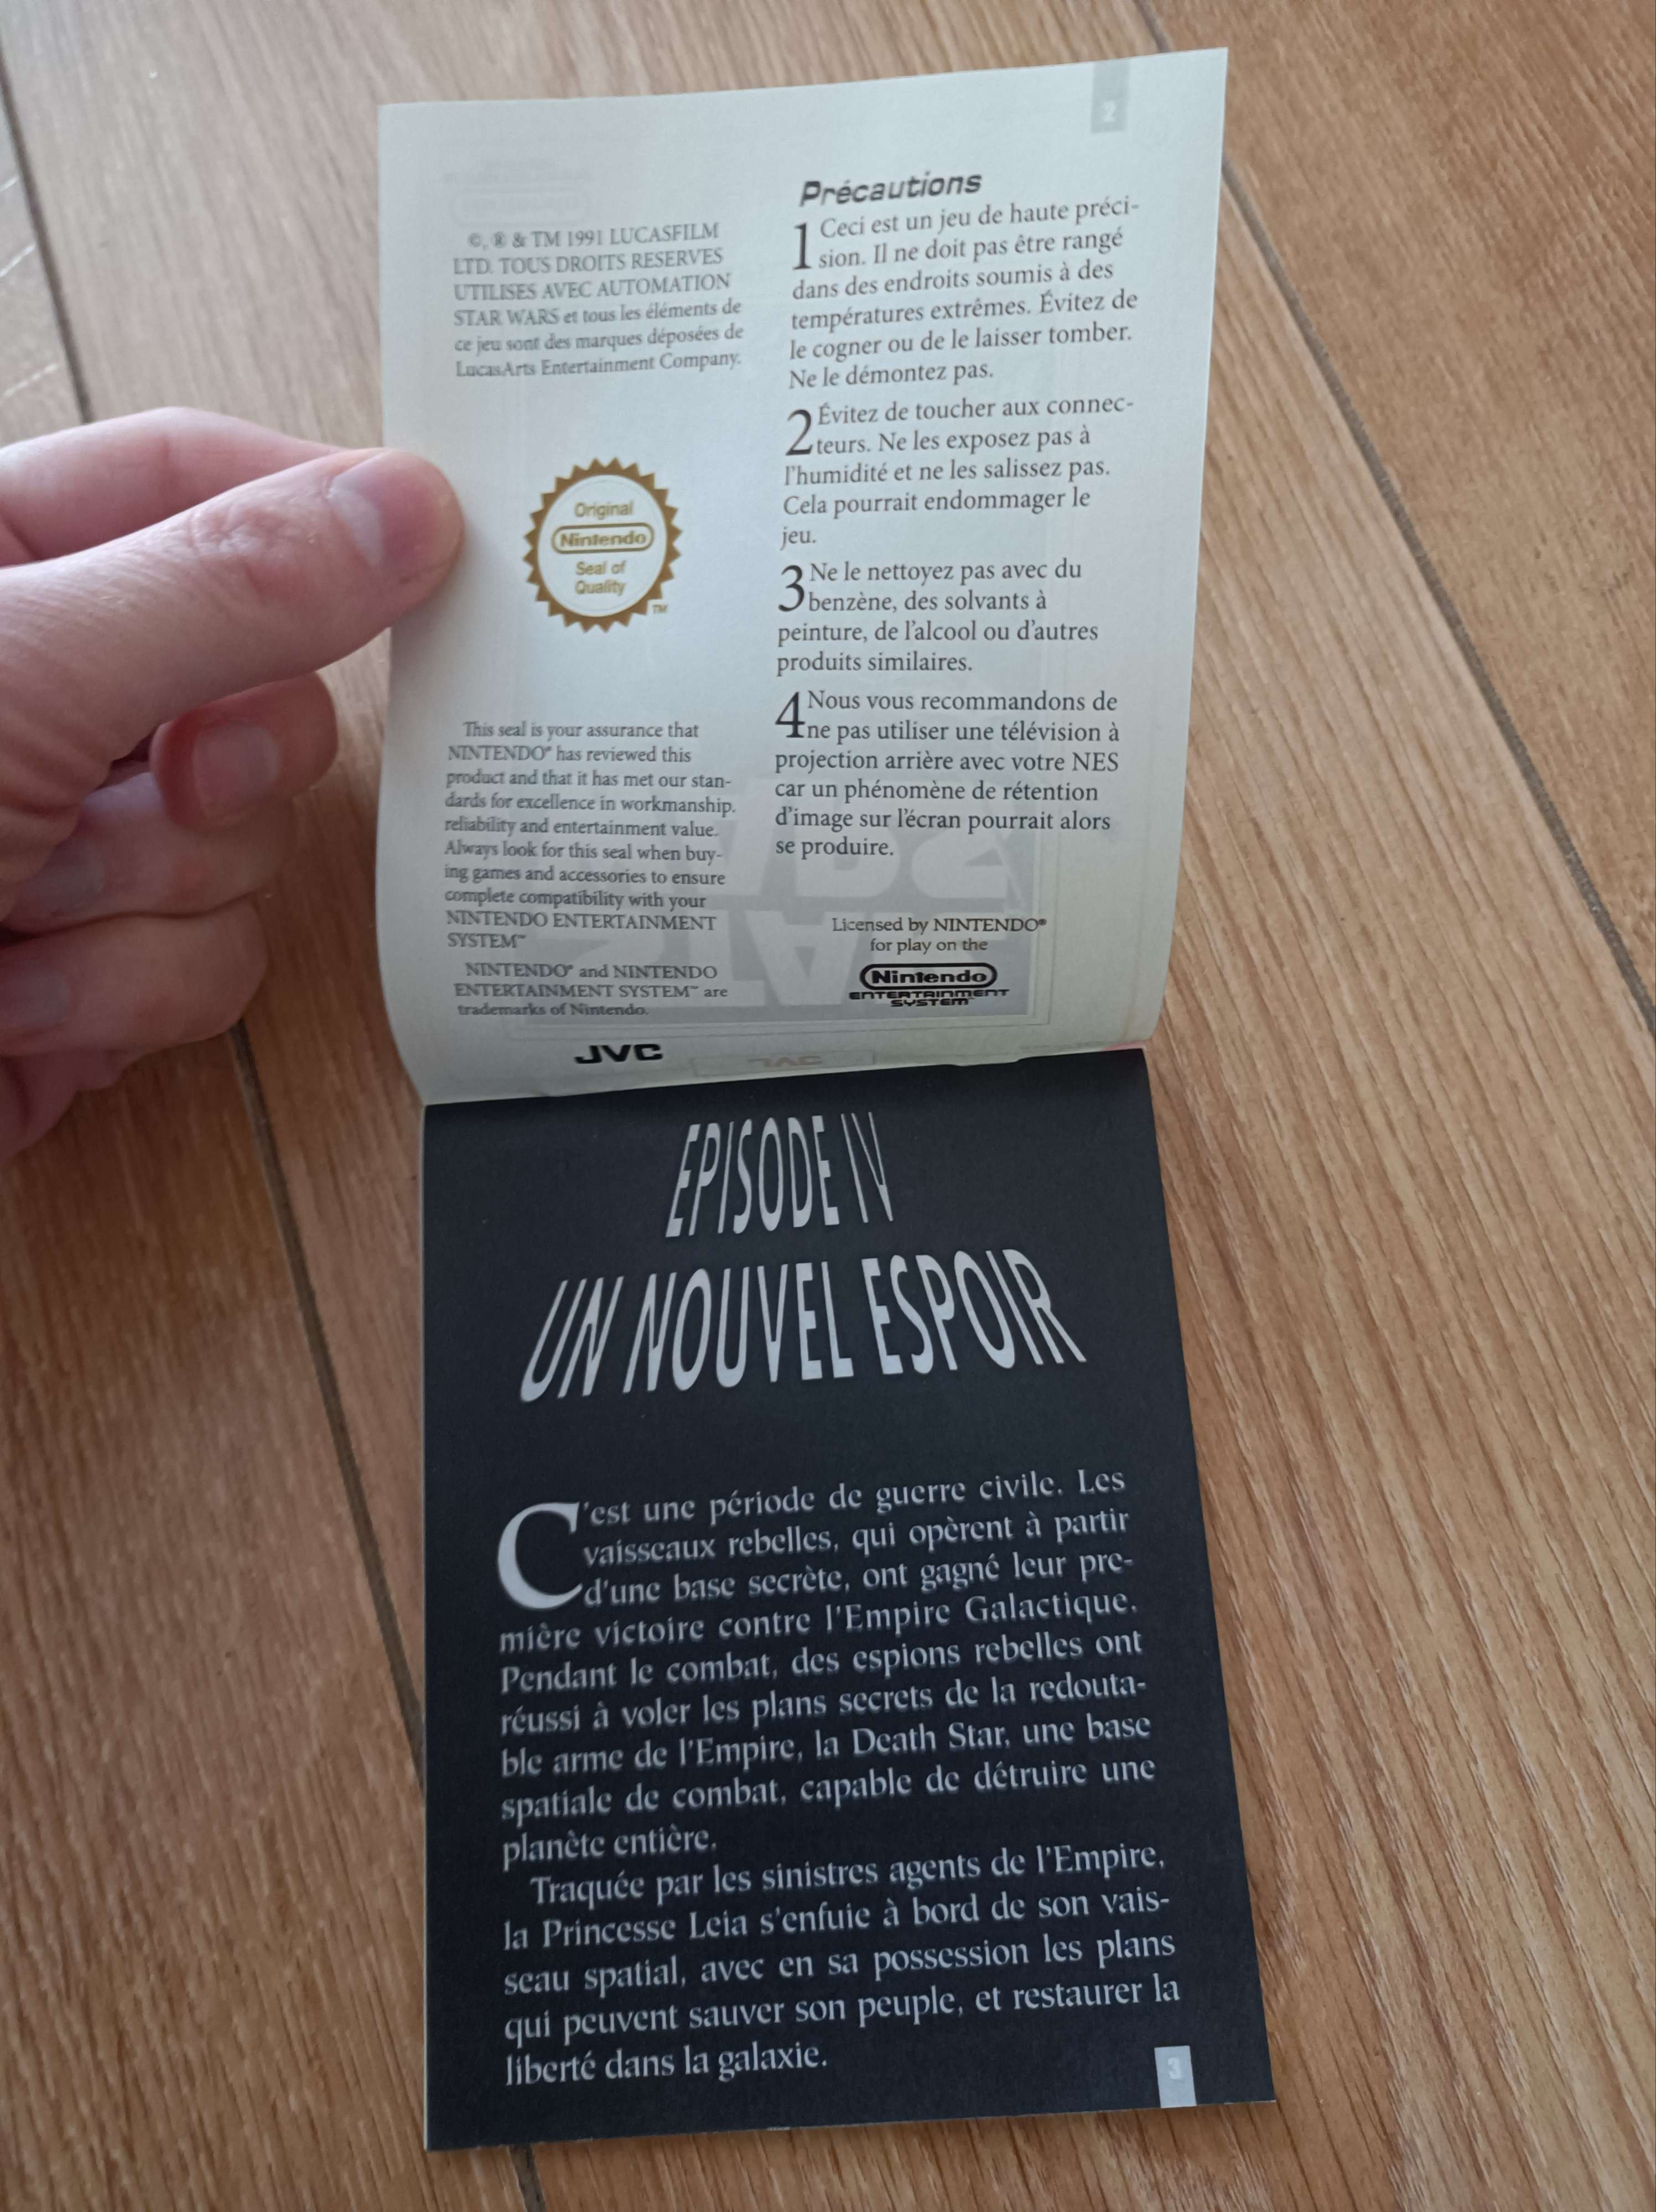 2
©, ® & TM 1991 LUCASFILM
LTD. TOUS DROITS RESERVES
UTILISES AVEC AUTOMATION
STAR WARS et tous les éléments de
ce jeu sont des marques déposées de
LucasArts Entertainment Company.
Original
Nintendo
Seal of
Quality
TM
This seal is your assurance that
NINTENDO® has reviewed this
product and that it has met our stan-
dards for excellence in workmanship,
reliability and entertainment value.
Always look for this seal when buy-
ing games and accessories to ensure
complete compatibility with your
NINTENDO ENTERTAINMENT
SYSTEM™
NINTENDO® and NINTENDO
ENTERTAINMENT SYSTEM™ are
trademarks of Nintendo.
JVC
Précautions
1 Ceci est un jeu de haute préci-
sion. Il ne doit pas être rangé
dans des endroits soumis à des
températures extrêmes. Évitez de
le cogner ou de le laisser tomber.
Ne le démontez pas.
2 Évitez de toucher aux connec-
teurs. Ne les exposez pas à
l'humidité et ne les salissez pas.
Cela pourrait endommager le
jeu.
3 Ne le nettoyez pas avec du
benzène, des solvants à
peinture, de l'alcool ou d'autres
produits similaires.
4 Nous vous recommandons de
ne pas utiliser une télévision à
projection arrière avec votre NES
car un phénomène de rétention
d'image sur l'écran pourrait alors
se produire.
Licensed by NINTENDO®
for play on the
Nintendo
ENTERTAINMENT
SYSTEM
EPISODE IV
UN NOUVEL ESPOIR
C'est une période de guerre civile. Les
vaisseaux rebelles, qui opèrent à partir
d'une base secrète, ont gagné leur pre-
mière victoire contre l'Empire Galactique.
Pendant le combat, des espions rebelles ont
réussi à voler les plans secrets de la redouta-
ble arme de l'Empire, la Death Star, une base
spatiale de combat, capable de détruire une
planète entière.
Traquée par les sinistres agents de l'Empire,
la Princesse Leia s'enfuie à bord de son vais-
seau spatial, avec en sa possession les plans
qui peuvent sauver son peuple, et restaurer la
liberté dans la galaxie.
3